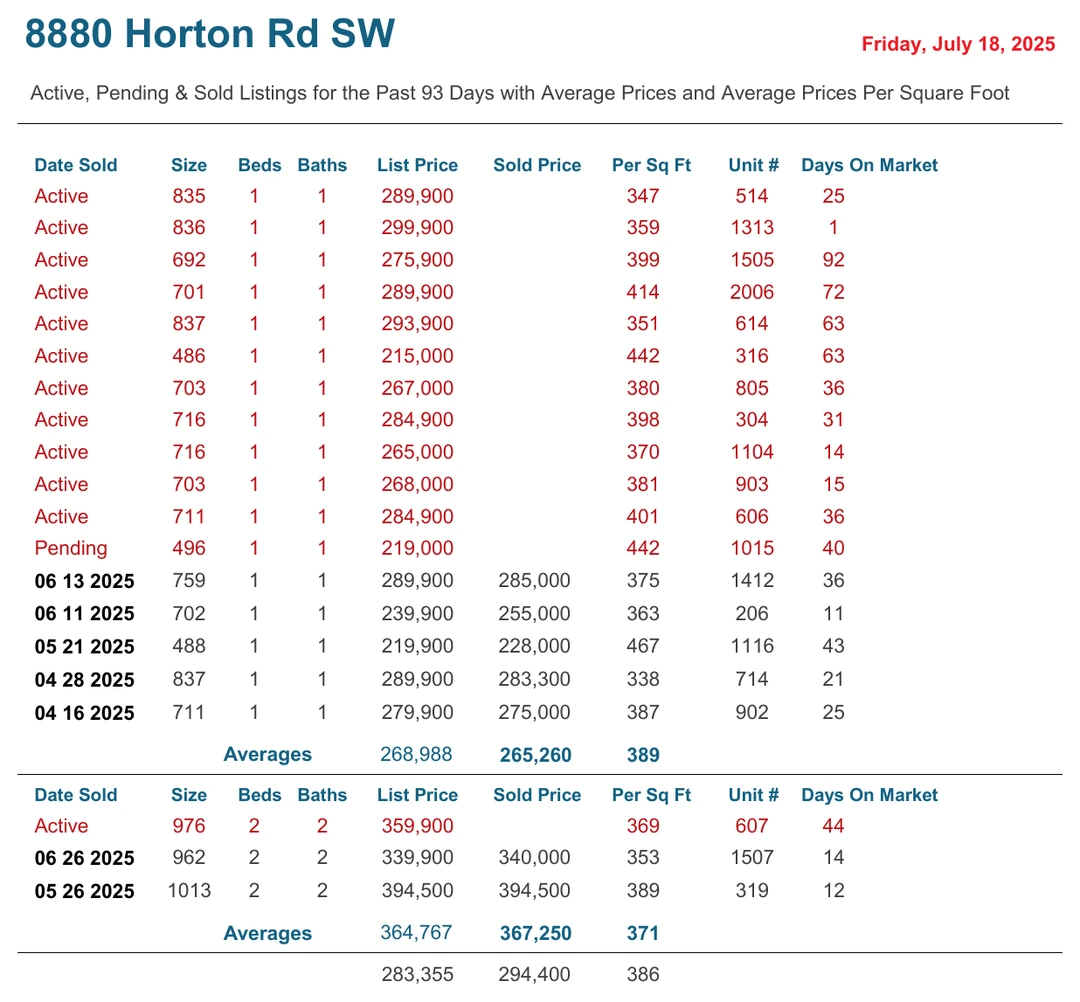 8880 Horton Rd SW
Friday, July 18, 2025
Active, Pending & Sold Listings for the Past 93 Days with Average Prices and Average Prices Per Square Foot
Date Sold Size Beds Baths List Price Sold Price Per Sq Ft Unit # Days On Market
Active 835 1 1 289,900 347 514 25
Active 836 1 1 299,900 359 1313 1
Active 692 1 1 275,900 399 1505 92
Active 701 1 1 289,900 414 2006 72
Active 837 1 1 293,900 351 614 63
Active 486 1 1 215,000 442 316 63
Active 703 1 1 267,000 380 805 36
Active 716 1 1 284,900 398 304 31
Active 716 1 1 265,000 370 1104 14
Active 703 1 1 268,000 381 903 15
Active 711 1 1 284,900 401 606 36
Pending 496 1 1 219,000 442 1015 40
06 13 2025 759 1 1 289,900 285,000 375 1412 36
06 11 2025 702 1 1 239,900 255,000 363 206 11
05 21 2025 488 1 1 219,900 228,000 467 1116 43
04 28 2025 837 1 1 289,900 283,300 338 714 21
04 16 2025 711 1 1 279,900 275,000 387 902 25
Averages 268,988 265,260 389
Date Sold Size Beds Baths List Price Sold Price Per Sq Ft Unit # Days On Market
Active 976 2 2 359,900 369 607 44
06 26 2025 962 2 2 339,900 340,000 353 1507 14
05 26 2025 1013 2 2 394,500 394,500 389 319 12
Averages 364,767 367,250 371
283,355 294,400 386